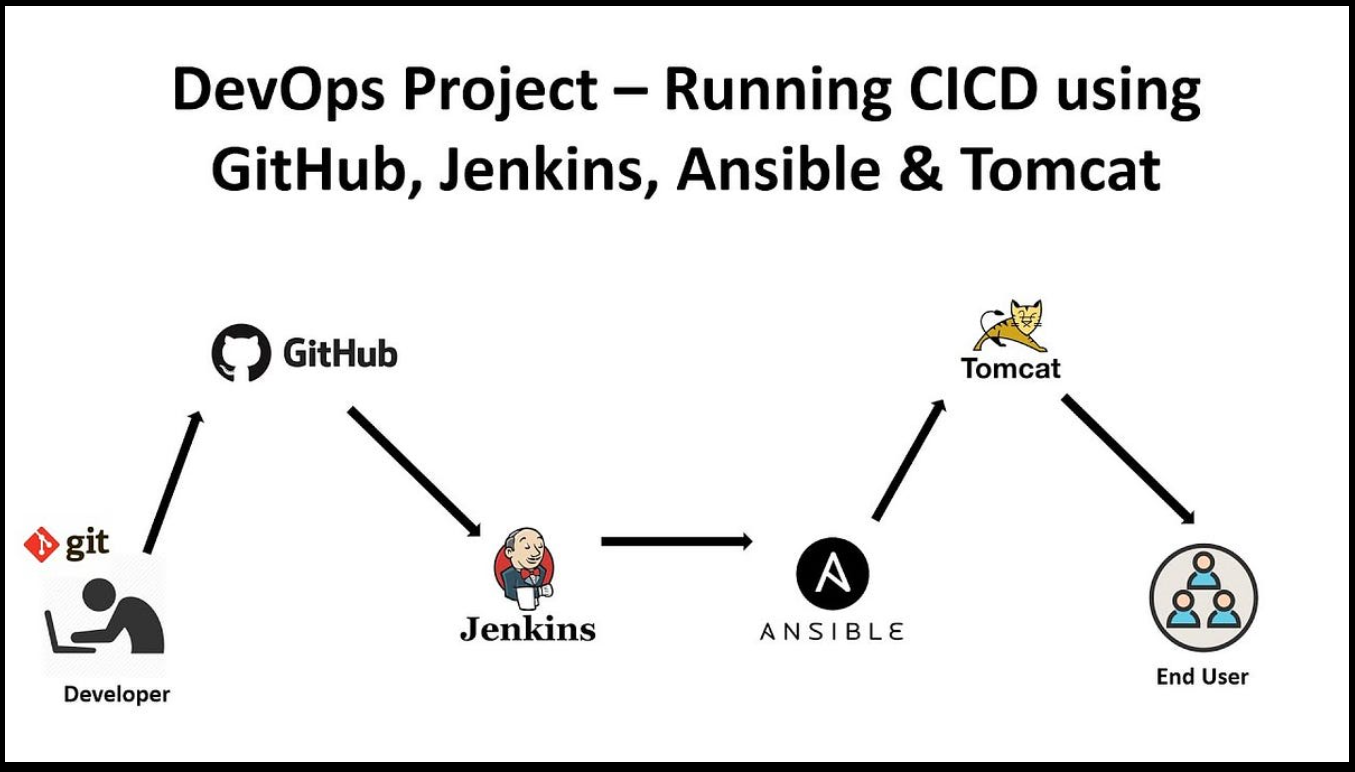 DevOps Project – Running CICD using
GitHub, Jenkins, Ansible & Tomcat
GitHub
Tomcat
git
Jenkins
ANSIBLE
Developer
End User